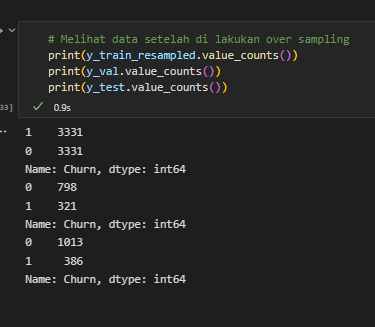 # Melihat data setelah di lakukan over sampling
print(y_train_resampled.value_counts())
print(y_val.value_counts())
print(y_test.value_counts())
33]
0.9s
1    3331
0    3331
Name: Churn, dtype: int64
0    798
1    321
Name: Churn, dtype: int64
0    1013
1     386
Name: Churn, dtype: int64